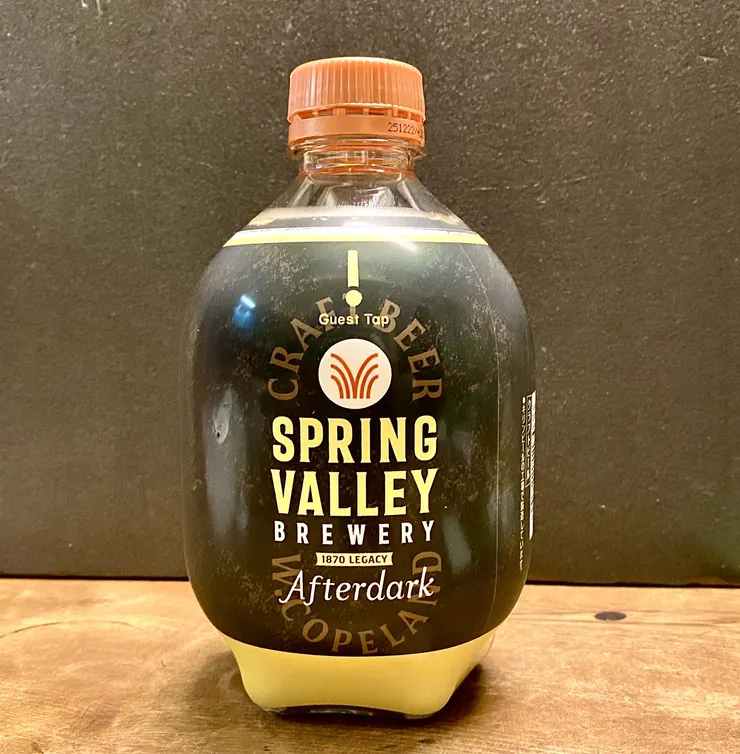 Guest Tap
CRAFT BEER
SPRING
VALLEY
BREWERY
1870 LEGACY
Afterdark
W.COPELAND